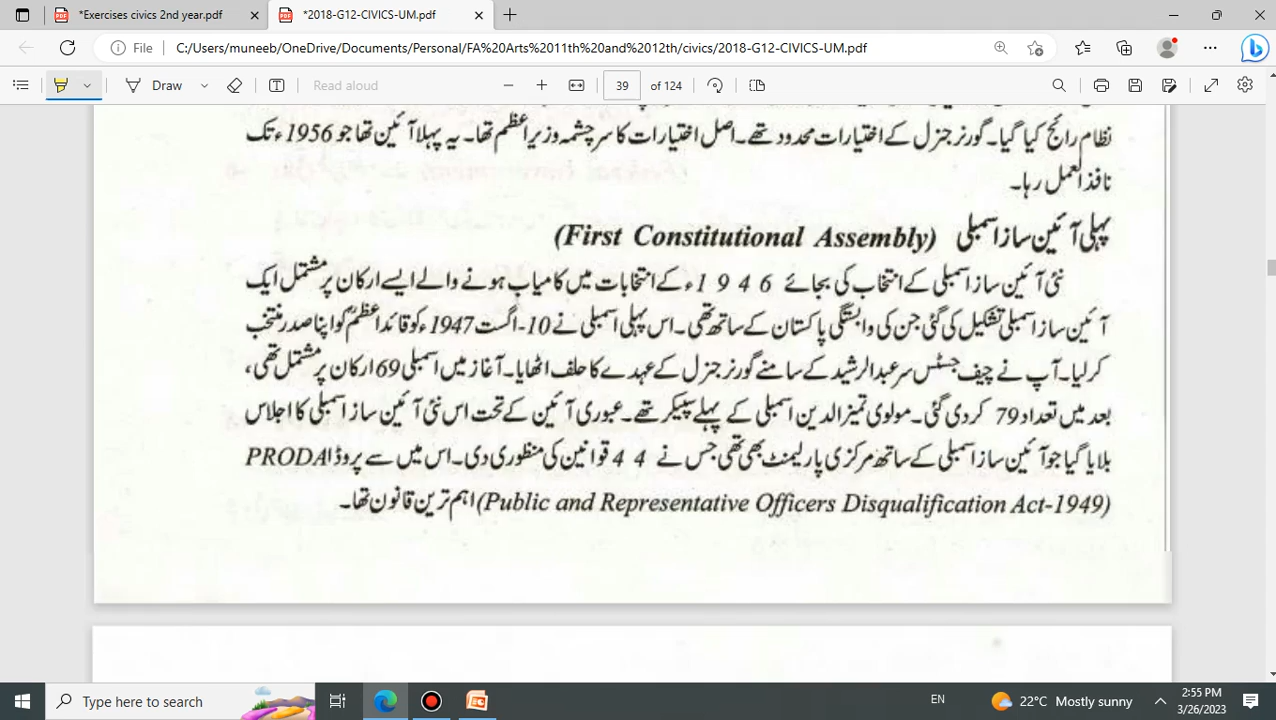 *Exercises civics 2nd year.pdf
*2018-G12-CIVICS-UM.pdf
File
C:/Users/muneeb/OneDrive/Documents/Personal/FA%20Arts%2011th%20and%2012th/civics/2018-G12-CIVICS-UM.pdf
Draw
Read aloud
39 of 124
نظام رائج کیا گیا۔ گورنر جنرل کے اختیارات محدود تھے۔ اصل اختیارات کا سرچشمہ وزیراعظم تھا۔ یہ پہلا آئین تھا جو 1956ء تک
نافذ العمل رہا۔
پہلی آئین ساز اسمبلی (First Constitutional Assembly)
نئی آئین ساز اسمبلی کے انتخاب کی بجائے 1946ء کے انتخابات میں کامیاب ہونے والے ایسے ارکان پر مشتمل ایک
آئین ساز اسمبلی تشکیل کی گئی جن کی وابستگی پاکستان کے ساتھ تھی۔ اس پہلی اسمبلی نے 10-اگست 1947ء کو قائداعظمؒ کو اپنا صدر منتخب
کر لیا۔ آپ نے چیف جسٹس سر عبدالرشید کے سامنے گورنر جنرل کے عہدے کا حلف اٹھایا۔ آغاز میں اسمبلی 69 ارکان پر مشتمل تھی،
بعد میں تعداد 79 کر دی گئی۔ مولوی تمیز الدین اسمبلی کے پہلے سپیکر تھے۔ عبوری آئین کے تحت اس نئی آئین ساز اسمبلی کا اجلاس
بلایا گیا جو آئین ساز اسمبلی کے ساتھ مرکزی پارلیمنٹ بھی تھی جس نے 44 قوانین کی منظوری دی۔ اس میں سے پروڈا PRODA
(Public and Representative Officers Disqualification Act-1949) اہم ترین قانون تھا۔
Type here to search
EN
22°C Mostly sunny
2:55 PM
3/26/2023